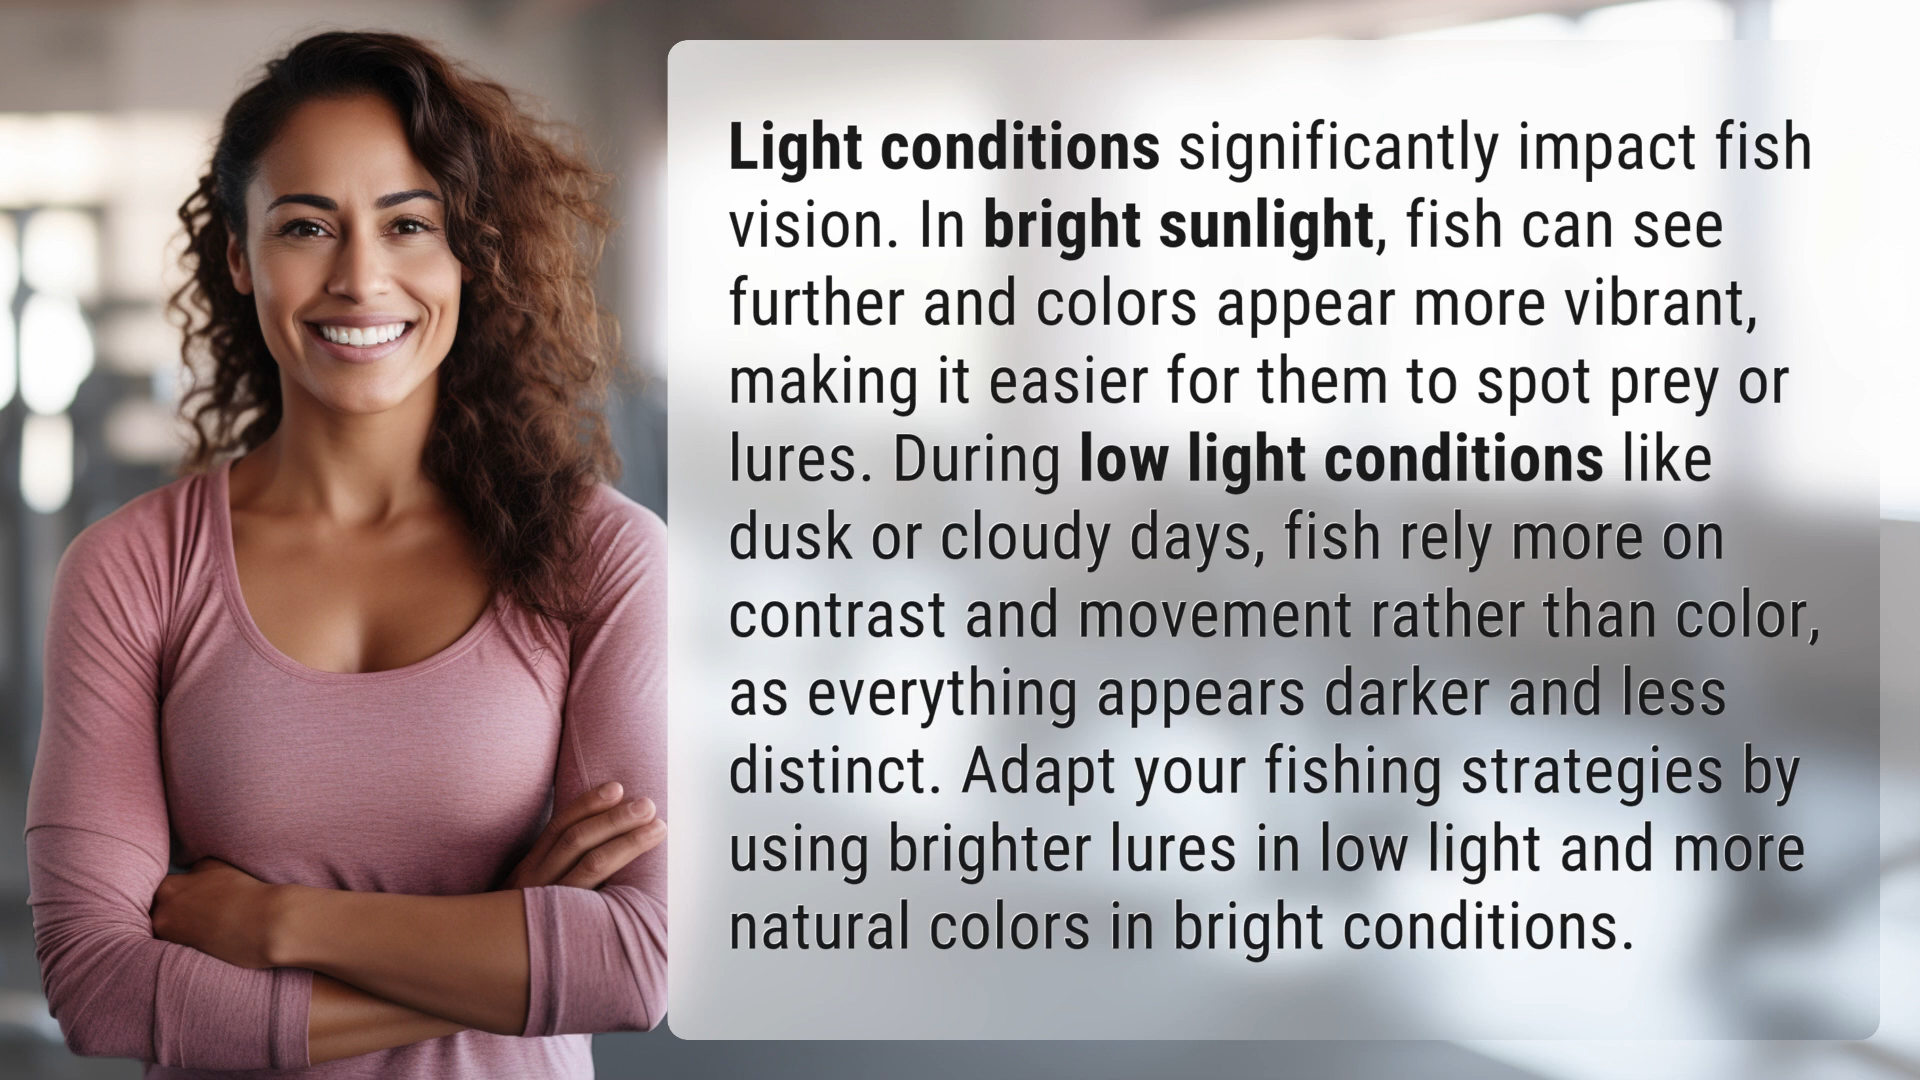 Light conditions significantly impact fish
vision. In bright sunlight, fish can see
further and colors appear more vibrant,
making it easier for them to spot prey or
lures. During low light conditions like
dusk or cloudy days, fish rely more on
contrast and movement rather than color,
as everything appears darker and less
distinct. Adapt your fishing strategies by
using brighter lures in low light and more
natural colors in bright conditions.